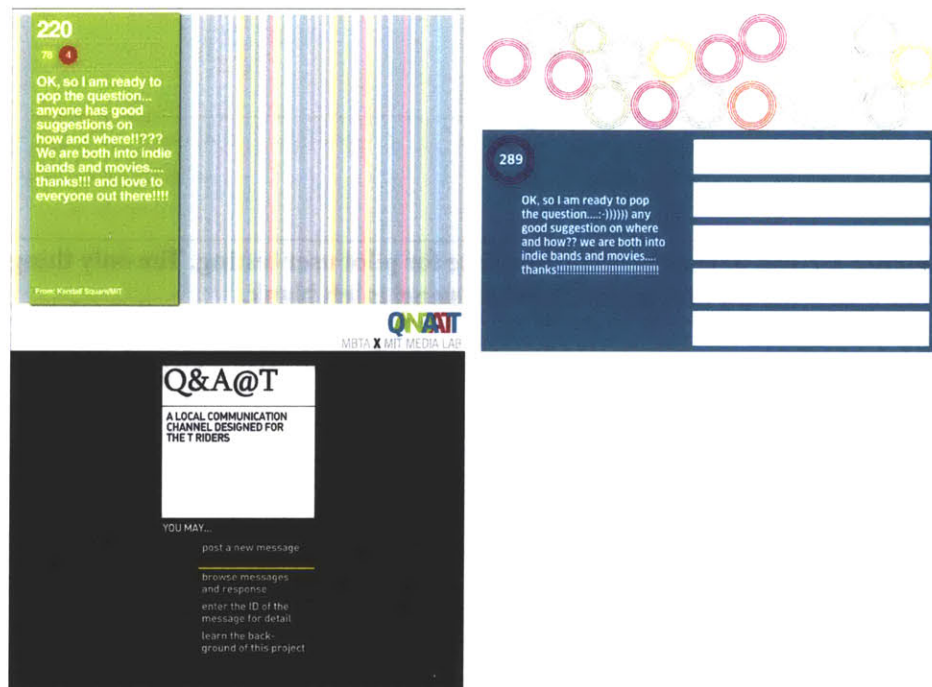 220
78 4
OK, so I am ready to
pop the question...
anyone has good
suggestions on
how and where!!???
We are both into indie
bands and movies....
thanks!!! and love to
everyone out there!!!!
From: Kendall Square/MIT
MBTA X MIT MEDIA LAB
289
OK, so I am ready to pop
the question....:-)))))) any
good suggestion on where
and how?? we are both into
indie bands and movies....
Q&A@T
A LOCAL COMMUNICATION
CHANNEL DESIGNED FOR
THE T RIDERS
YOU MAY...
post a new message
browse messages
and response
enter the ID of the
message for detail
learn the back-
ground of this project